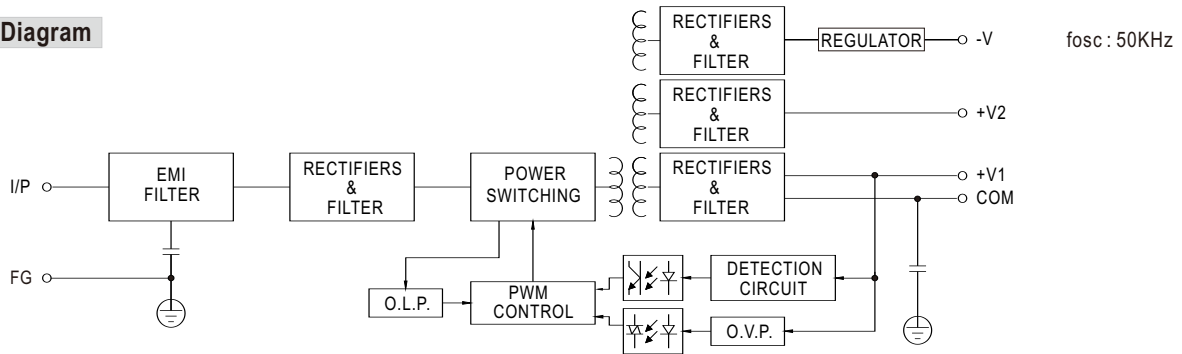 Diagram
RECTIFIERS
&
FILTER
REGULATOR
-V
fosc : 50KHz
RECTIFIERS
&
FILTER
+V2
I/P
EMI
FILTER
RECTIFIERS
&
FILTER
POWER
SWITCHING
RECTIFIERS
&
FILTER
+V1
COM
FG
O.L.P.
PWM
CONTROL
DETECTION
CIRCUIT
O.V.P.